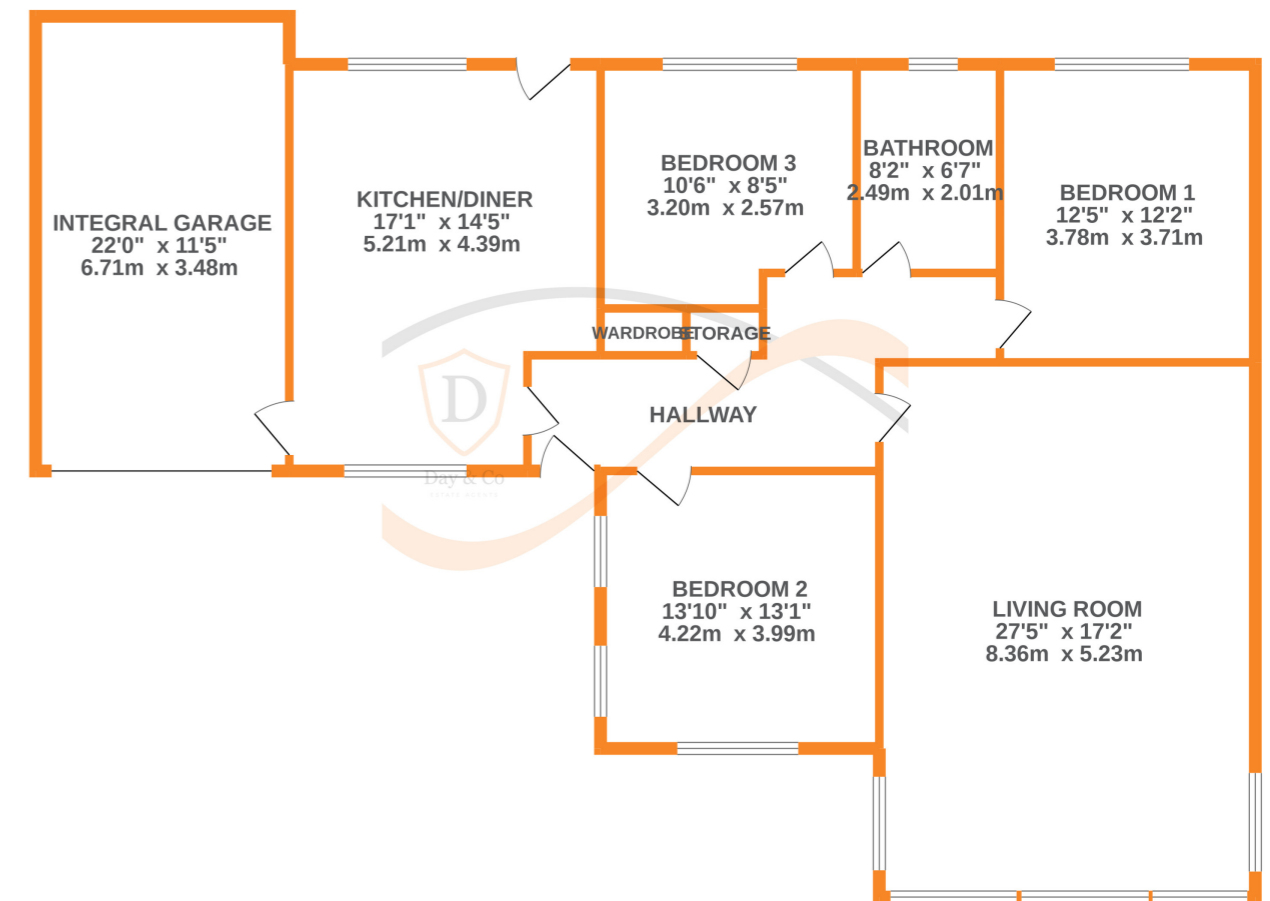 INTEGRAL GARAGE
22'0" x 11'5"
6.71m x 3.48m
KITCHEN/DINER
17'1" x 14'5"
5.21m x 4.39m
BEDROOM 3
10'6" x 8'5"
3.20m x 2.57m
BATHROOM
8'2" x 6'7"
2.49m x 2.01m
BEDROOM 1
12'5" x 12'2"
3.78m x 3.71m
WARDROBE
STORAGE
HALLWAY
D
Day & Co
ESTATE AGENTS
BEDROOM 2
13'10" x 13'1"
4.22m x 3.99m
LIVING ROOM
27'5" x 17'2"
8.36m x 5.23m